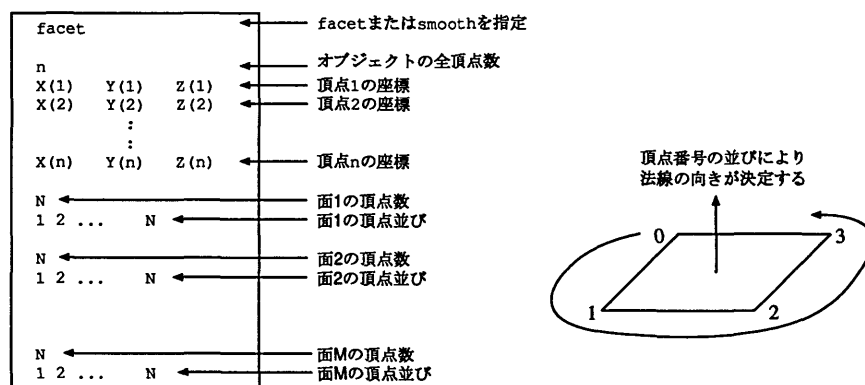 facet facetまたはsmoothを指定
n オブジェクトの全頂点数
X(1) Y(1) Z(1) 頂点1の座標
X(2) Y(2) Z(2) 頂点2の座標
:
:
X(n) Y(n) Z(n) 頂点nの座標
N 面1の頂点数
1 2 ... N 面1の頂点並び
N 面2の頂点数
1 2 ... N 面2の頂点並び
N 面Mの頂点数
1 2 ... N 面Mの頂点並び
頂点番号の並びにより
法線の向きが決定する
0 3
1 2